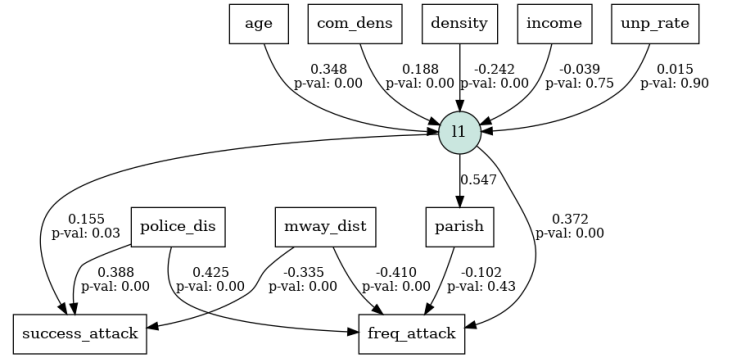 age
com_dens
density
income
unp_rate
0.348
p-val: 0.00
0.188
p-val: 0.00
-0.242
p-val: 0.00
-0.039
p-val: 0.75
0.015
p-val: 0.90
l1
0.547
police_dis
mway_dist
parish
0.155
p-val: 0.03
0.372
p-val: 0.00
0.388
p-val: 0.00
0.425
p-val: 0.00
-0.335
p-val: 0.00
-0.410
p-val: 0.00
-0.102
p-val: 0.43
success_attack
freq_attack